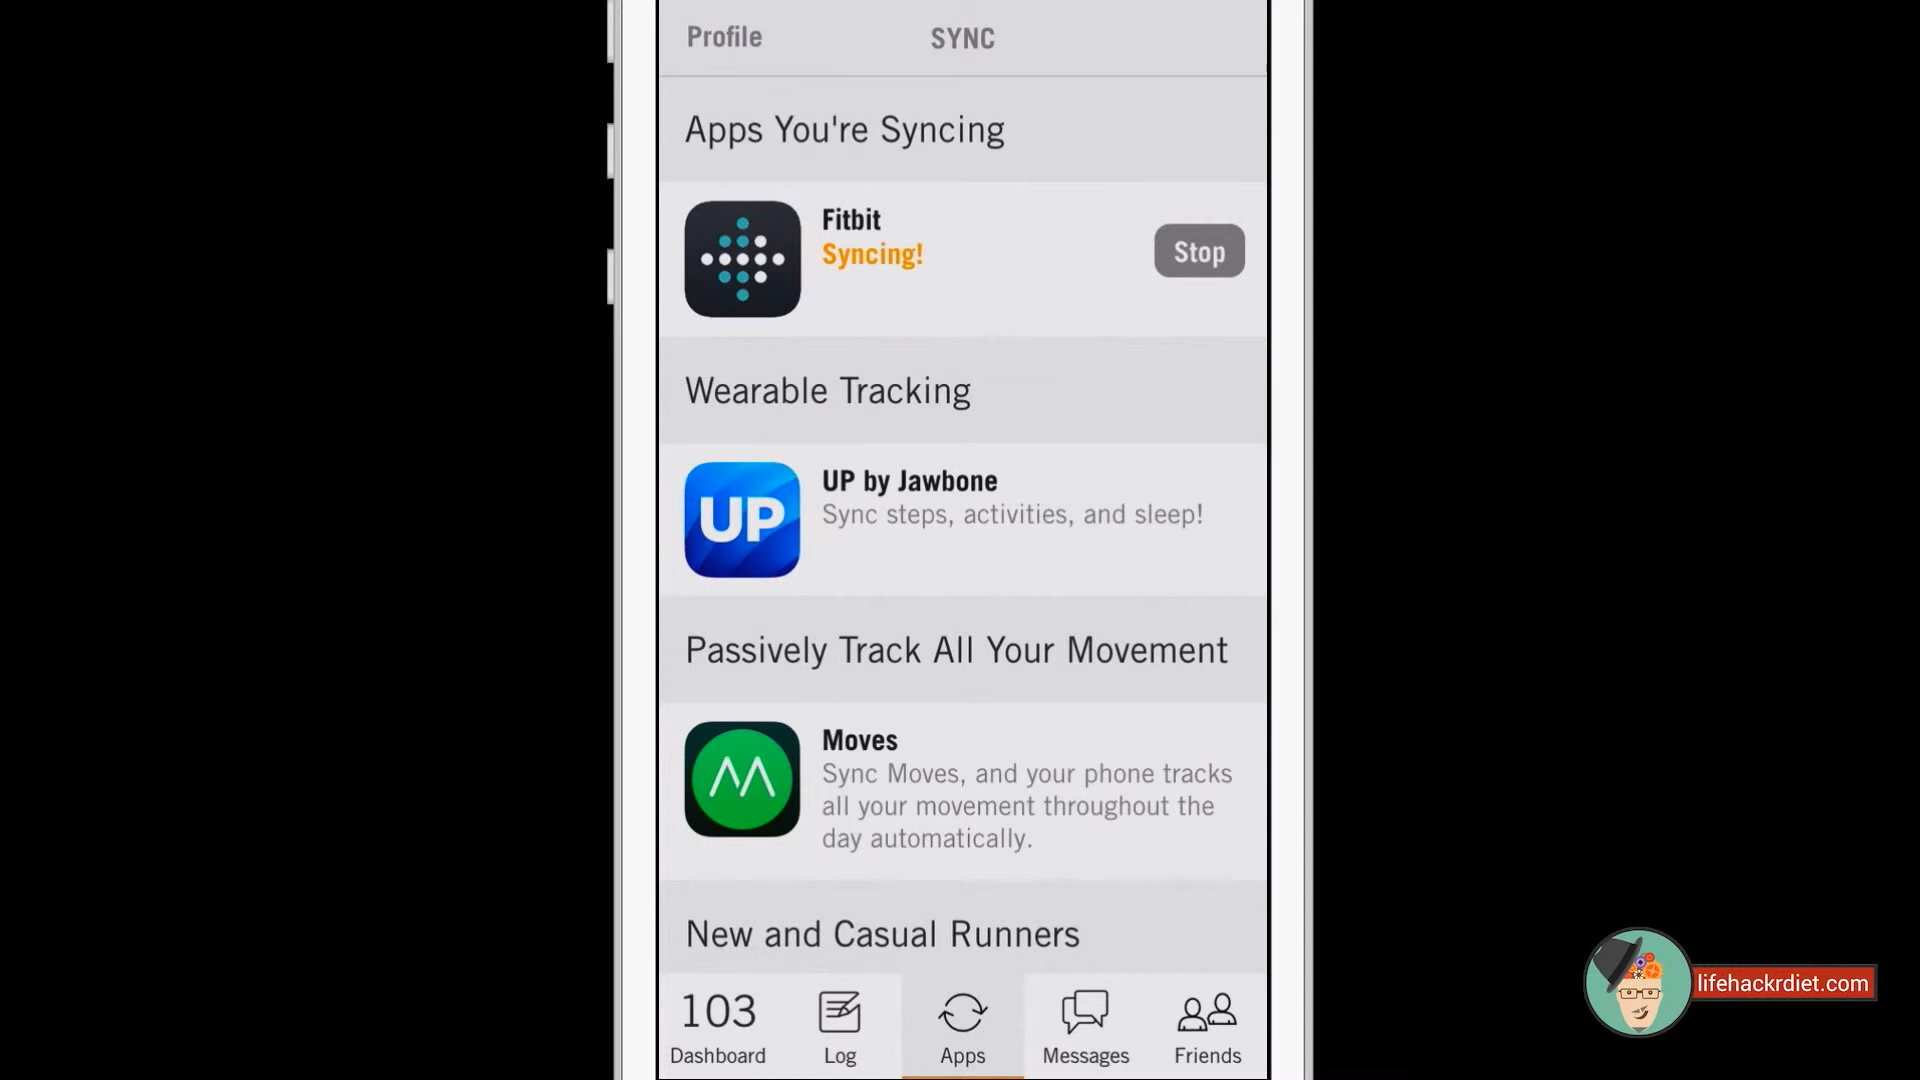 Profile
SYNC
Apps You're Syncing
Fitbit
Syncing!
Stop
Wearable Tracking
UP
UP by Jawbone
Sync steps, activities, and sleep!
Passively Track All Your Movement
Moves
Sync Moves, and your phone tracks
all your movement throughout the
day automatically.
New and Casual Runners
103
Dashboard
Log
Apps
Messages
Friends
lifehackrdiet.com